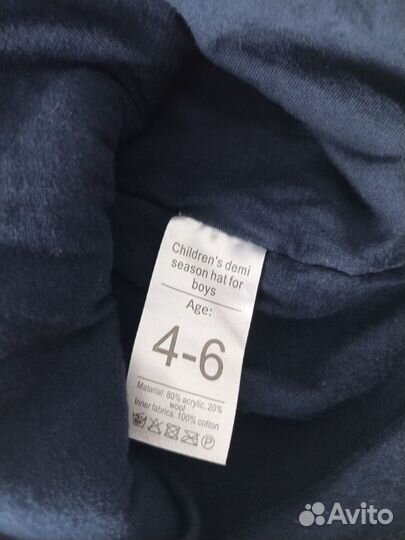 Children's demi
season hat for
boys
Age:
4-6
Material: 80% acrylic, 20%
wool
Inner fabrics: 100% cotton
P
Avito